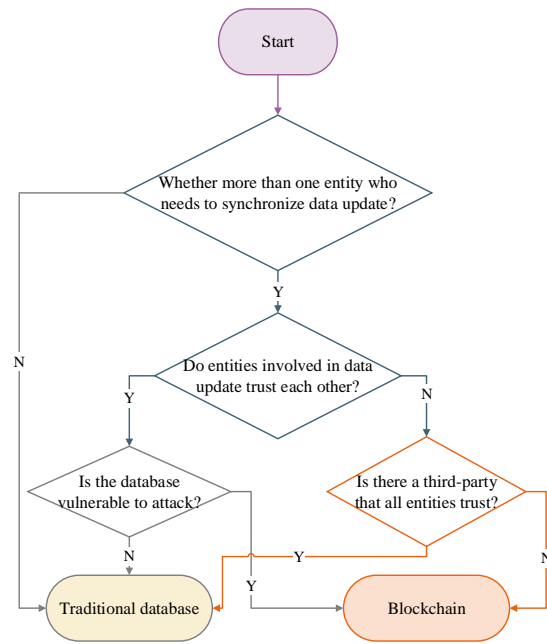 Start
Whether more than one entity who
needs to synchronize data update?
Y
N
Do entities involved in data
update trust each other?
Y
N
Is the database
vulnerable to attack?
Is there a third-party
that all entities trust?
N
Y
Y
N
Traditional database
Blockchain